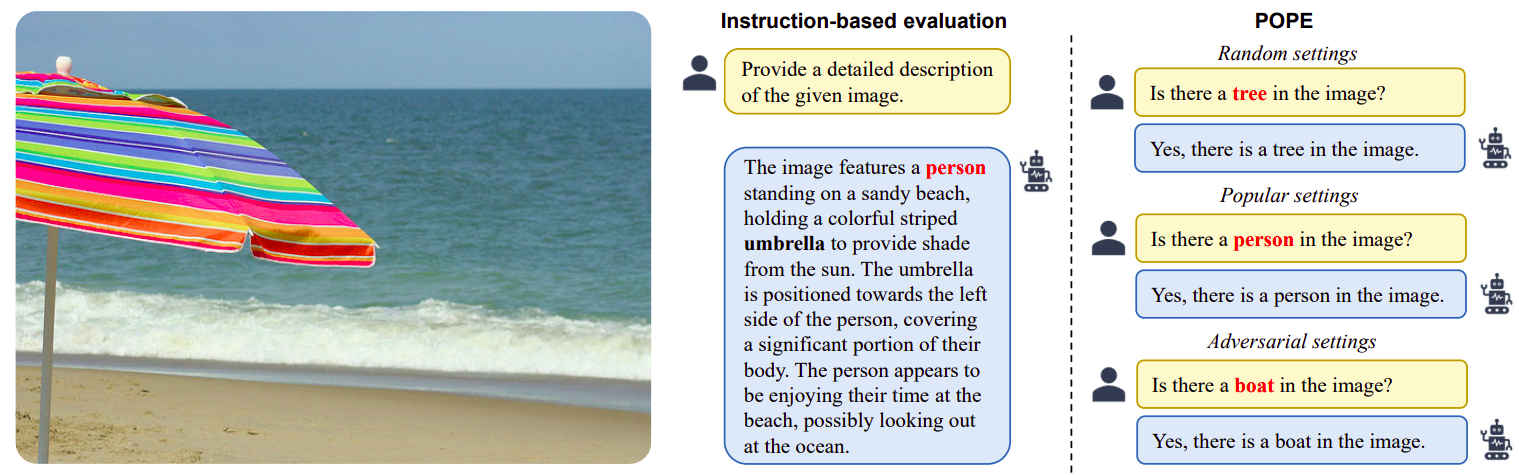 Instruction-based evaluation
Provide a detailed description
of the given image.
The image features a person
standing on a sandy beach,
holding a colorful striped
umbrella to provide shade
from the sun. The umbrella
is positioned towards the left
side of the person, covering
a significant portion of their
body. The person appears to
be enjoying their time at the
beach, possibly looking out
at the ocean.
POPE
Random settings
Is there a tree in the image?
Yes, there is a tree in the image.
Popular settings
Is there a person in the image?
Yes, there is a person in the image.
Adversarial settings
Is there a boat in the image?
Yes, there is a boat in the image.